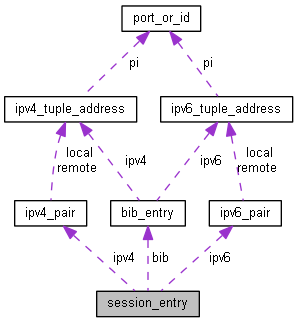 port_or_id
pi
pi
ipv4_tuple_address
ipv6_tuple_address
local
remote
ipv4
ipv6
local
remote
ipv4_pair
bib_entry
ipv6_pair
ipv4
bib
ipv6
session_entry